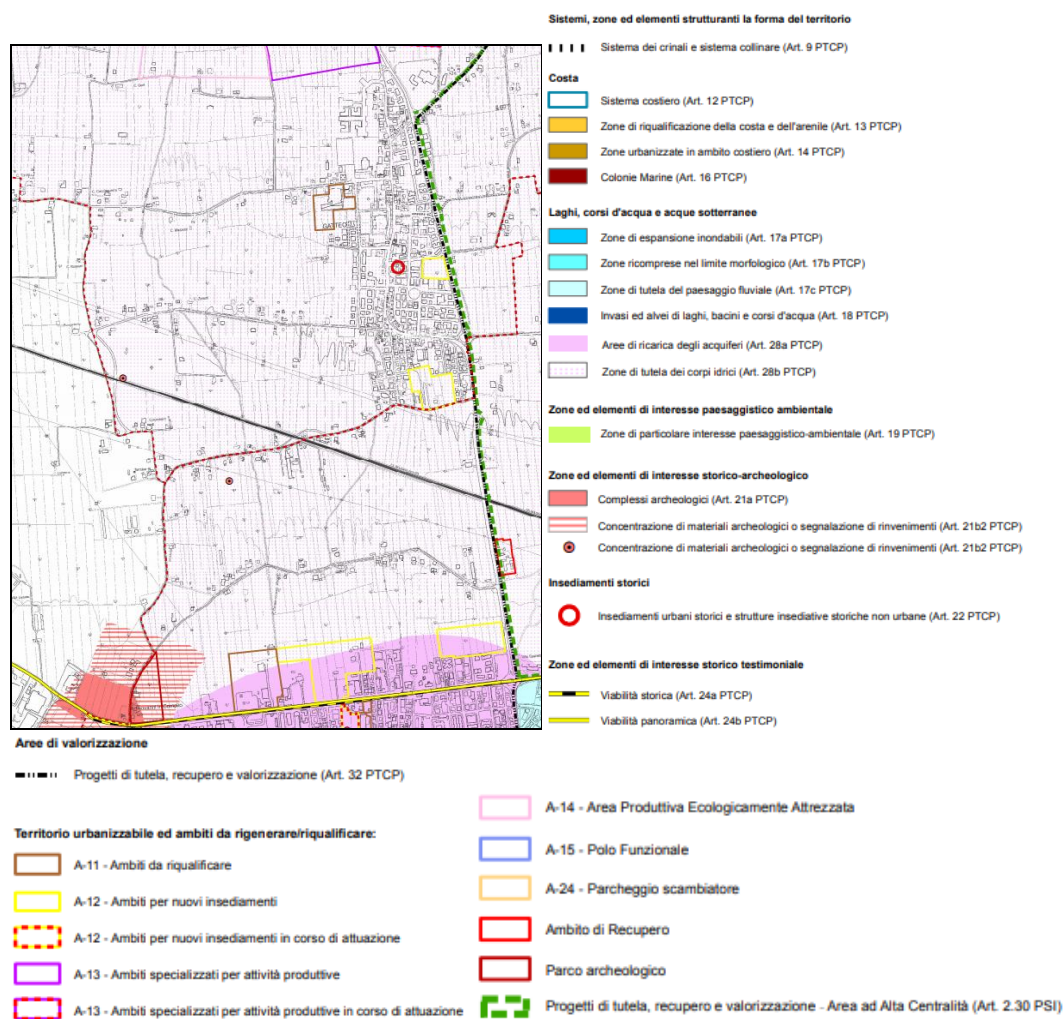 Sistemi, zone ed elementi strutturanti la forma del territorio
Sistema dei crinali e sistema collinare (Art. 9 PTCP)
Costa
Sistema costiero (Art. 12 PTCP)
Zone di riqualificazione della costa e dell'arenile (Art. 13 PTCP)
Zone urbanizzate in ambito costiero (Art. 14 PTCP)
Colonie Marine (Art. 16 PTCP)
Laghi, corsi d'acqua e acque sotterranee
Zone di espansione inondabili (Art. 17a PTCP)
Zone ricomprese nel limite morfologico (Art. 17b PTCP)
Zone di tutela del paesaggio fluviale (Art. 17c PTCP)
Invasi ed alvei di laghi, bacini e corsi d'acqua (Art. 18 PTCP)
Aree di ricarica degli acquiferi (Art. 28a PTCP)
Zone di tutela dei corpi idrici (Art. 28b PTCP)
Zone ed elementi di interesse paesaggistico ambientale
Zone di particolare interesse paesaggistico-ambientale (Art. 19 PTCP)
Zone ed elementi di interesse storico-archeologico
Complessi archeologici (Art. 21a PTCP)
Concentrazione di materiali archeologici o segnalazione di rinvenimenti (Art. 21b2 PTCP)
Concentrazione di materiali archeologici o segnalazione di rinvenimenti (Art. 21b2 PTCP)
Insediamenti storici
Insediamenti urbani storici e strutture insediative storiche non urbane (Art. 22 PTCP)
Zone ed elementi di interesse storico testimoniale
Viabilità storica (Art. 24a PTCP)
Viabilità panoramica (Art. 24b PTCP)
Aree di valorizzazione
Progetti di tutela, recupero e valorizzazione (Art. 32 PTCP)
Territorio urbanizzabile ed ambiti da rigenerare/riqualificare:
A-11 - Ambiti da riqualificare
A-12 - Ambiti per nuovi insediamenti
A-12 - Ambiti per nuovi insediamenti in corso di attuazione
A-13 - Ambiti specializzati per attività produttive
A-13 - Ambiti specializzati per attività produttive in corso di attuazione
A-14 - Area Produttiva Ecologicamente Attrezzata
A-15 - Polo Funzionale
A-24 - Parcheggio scambiatore
Ambito di Recupero
Parco archeologico
Progetti di tutela, recupero e valorizzazione - Area ad Alta Centralità (Art. 2.30 PSI)